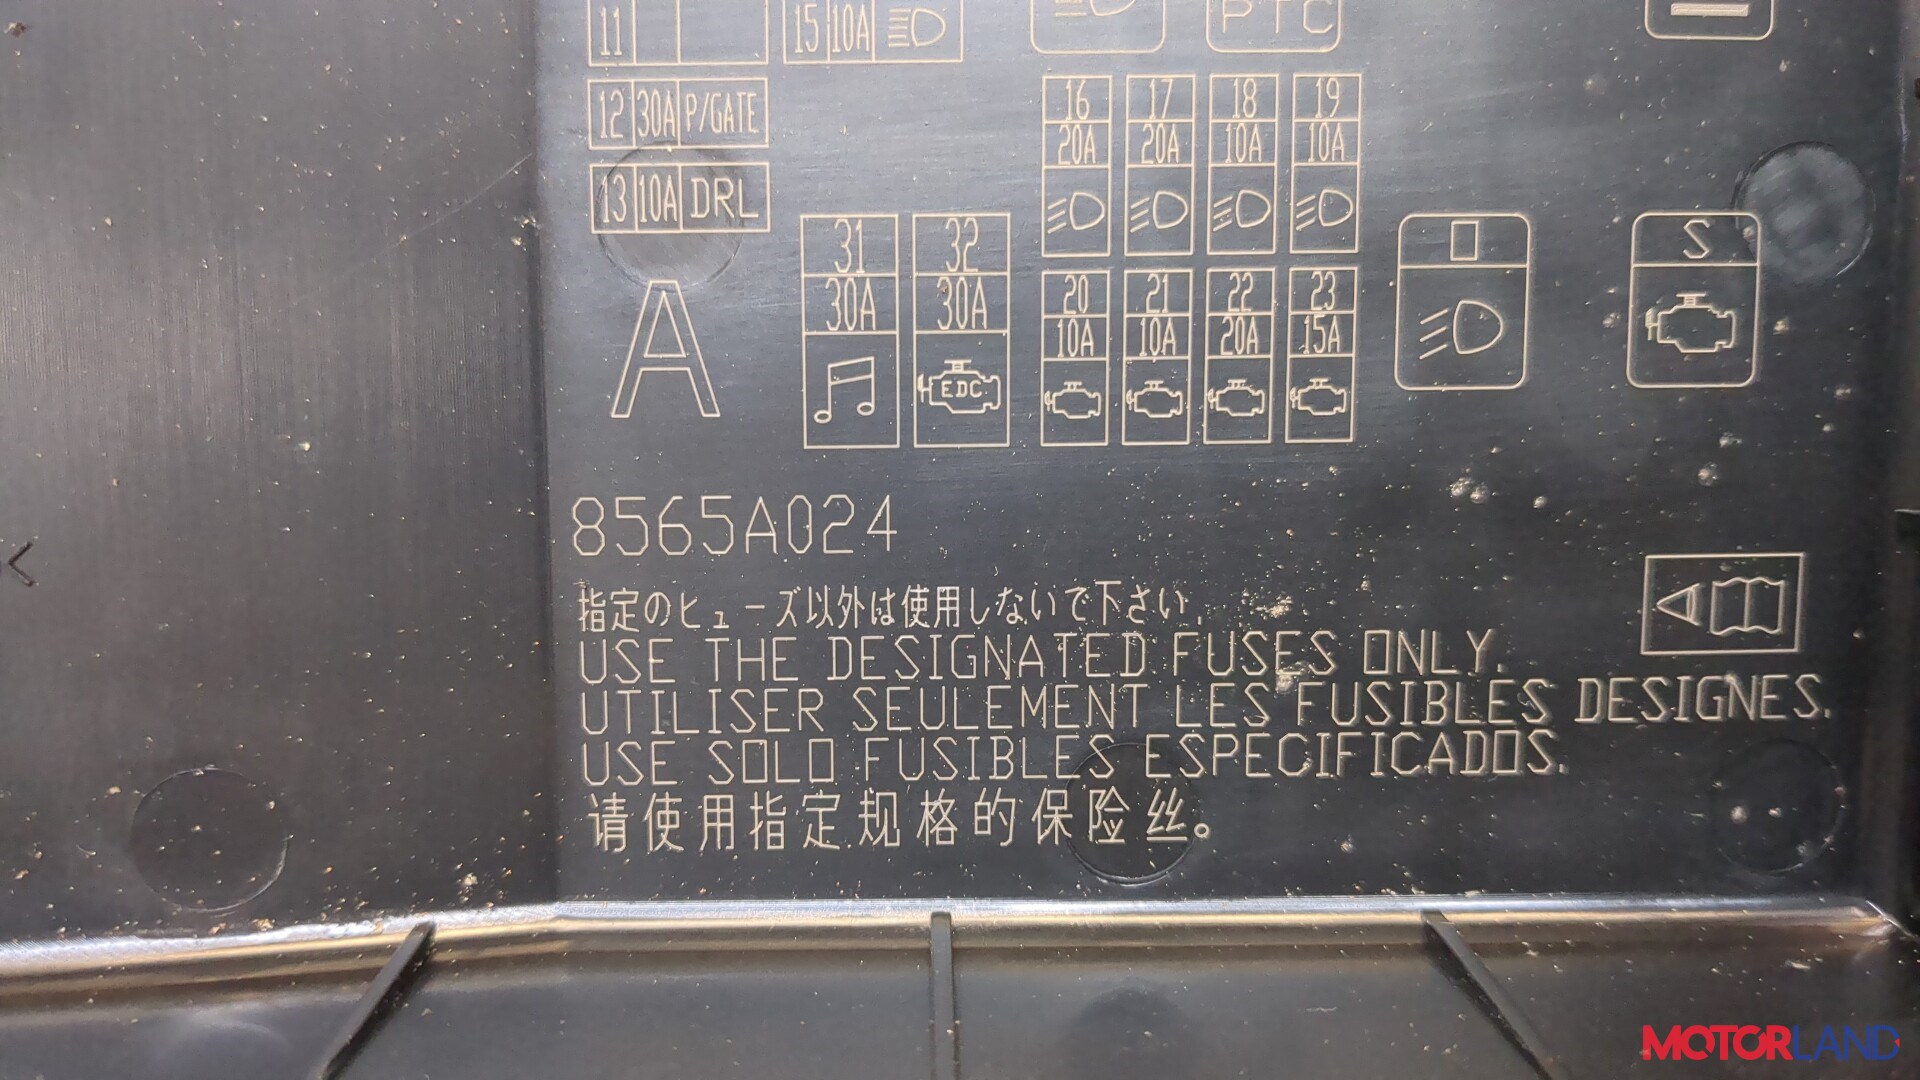 11
15 10A
PTC
12 30A P/GATE
13 10A DRL
A
16 17 18 19
20A 20A 10A 10A
31 32
30A 30A
EDC
20 21 22 23
10A 10A 20A 15A
S
8565A024
指定のヒューズ以外は使用しないで下さい.
USE THE DESIGNATED FUSES ONLY.
UTILISER SEULEMENT LES FUSIBLES DESIGNES.
USE SOLO FUSIBLES ESPECIFICADOS.
请使用指定规格的保险丝。
MOTORLAND